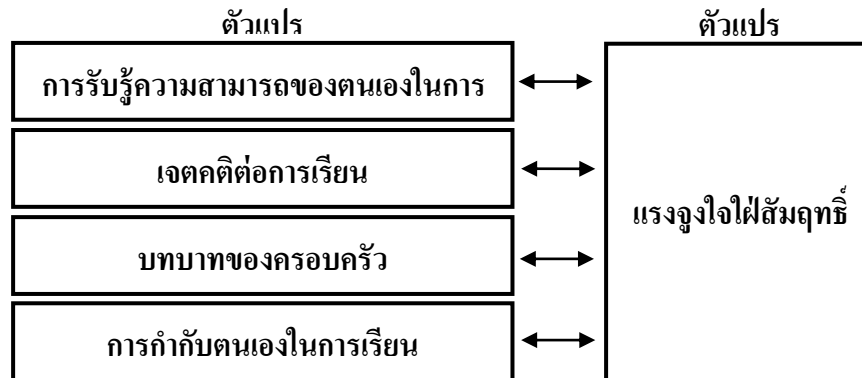 ตัวแปร
ตัวแปร
การรับรู้ความสามารถของตนเองในการ
เจตคติต่อการเรียน
แรงจูงใจใฝ่สัมฤทธิ์
บทบาทของครอบครัว
การกำกับตนเองในการเรียน